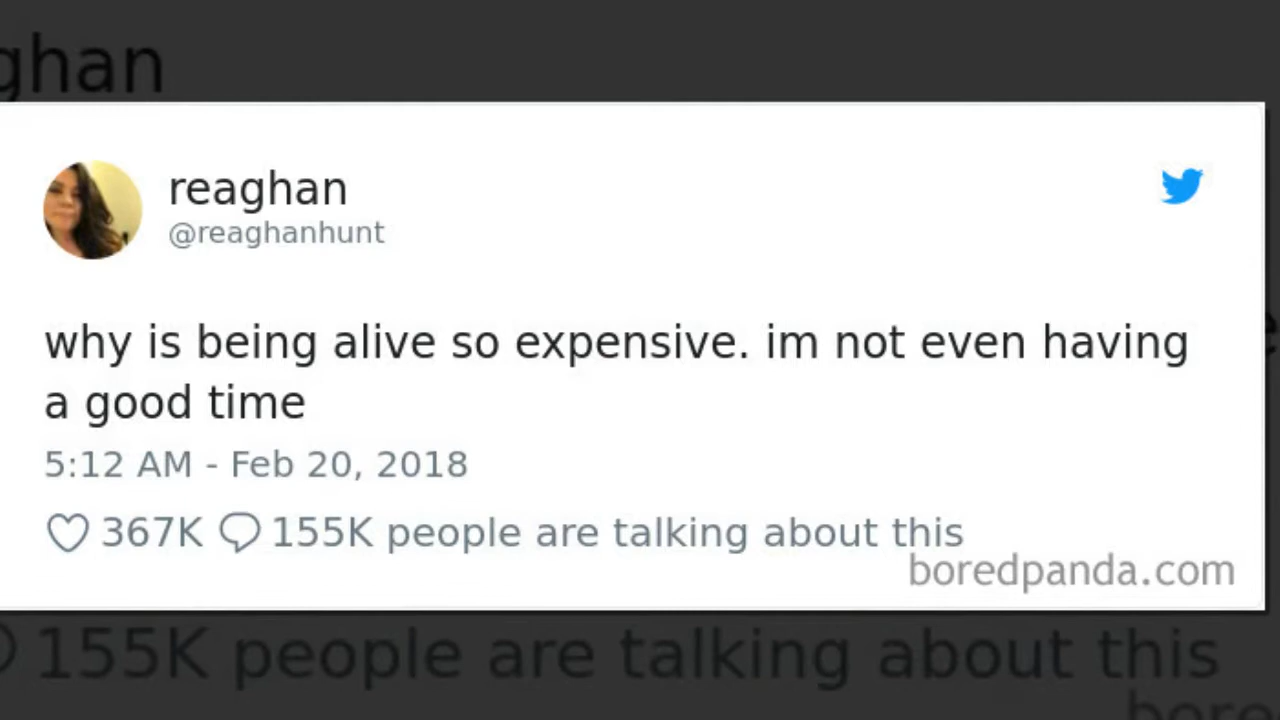 ghan
reaghan
@reaghanhunt
why is being alive so expensive. im not even having
a good time
5:12 AM - Feb 20, 2018
367K 155K people are talking about this
boredpanda.com
155K people are talking about this
bore